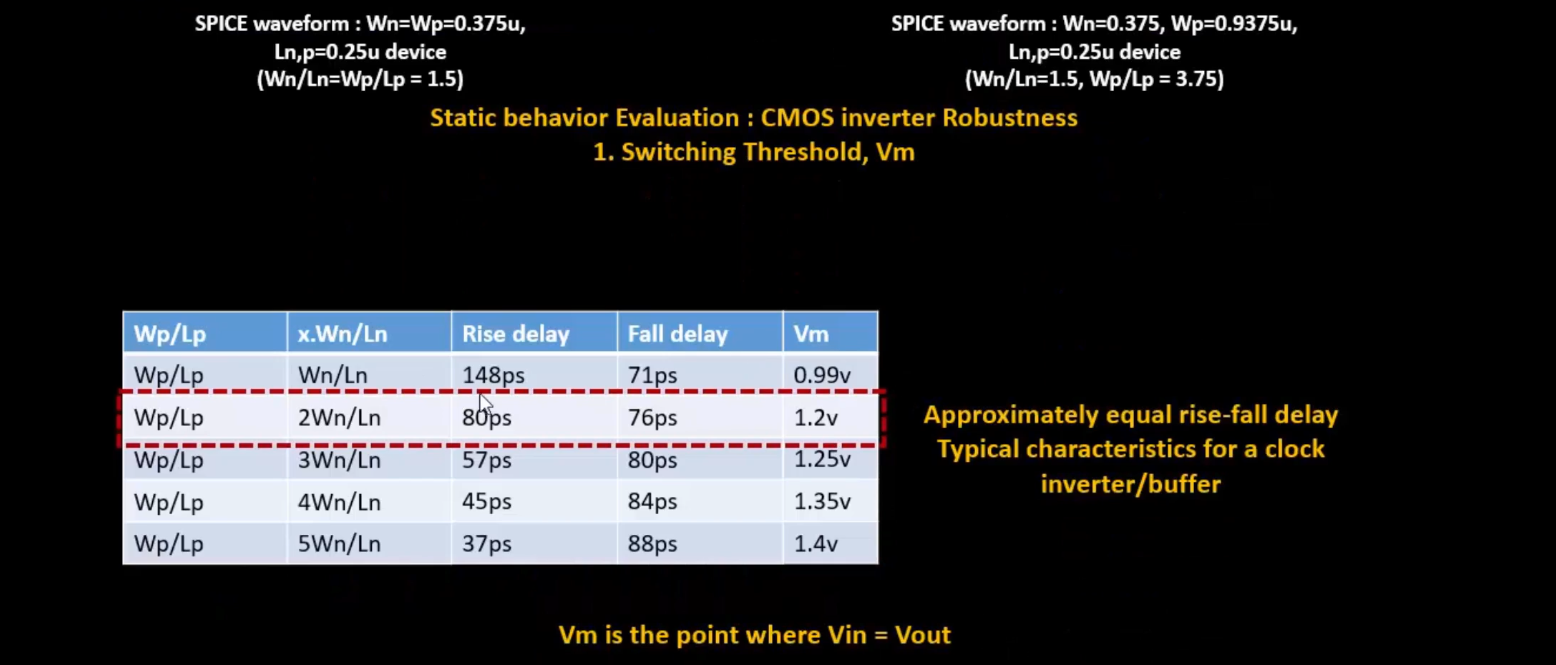 SPICE waveform : Wn=Wp=0.375u,
Ln,p=0.25u device
(Wn/Ln=Wp/Lp = 1.5)
SPICE waveform : Wn=0.375, Wp=0.9375u,
Ln,p=0.25u device
(Wn/Ln=1.5, Wp/Lp = 3.75)
Static behavior Evaluation : CMOS inverter Robustness
1. Switching Threshold, Vm
Wp/Lp x.Wn/Ln Rise delay Fall delay Vm
Wp/Lp Wn/Ln 148ps 71ps 0.99v
Wp/Lp 2Wn/Ln 80ps 76ps 1.2v
Wp/Lp 3Wn/Ln 57ps 80ps 1.25v
Wp/Lp 4Wn/Ln 45ps 84ps 1.35v
Wp/Lp 5Wn/Ln 37ps 88ps 1.4v
Approximately equal rise-fall delay
Typical characteristics for a clock
inverter/buffer
Vm is the point where Vin = Vout